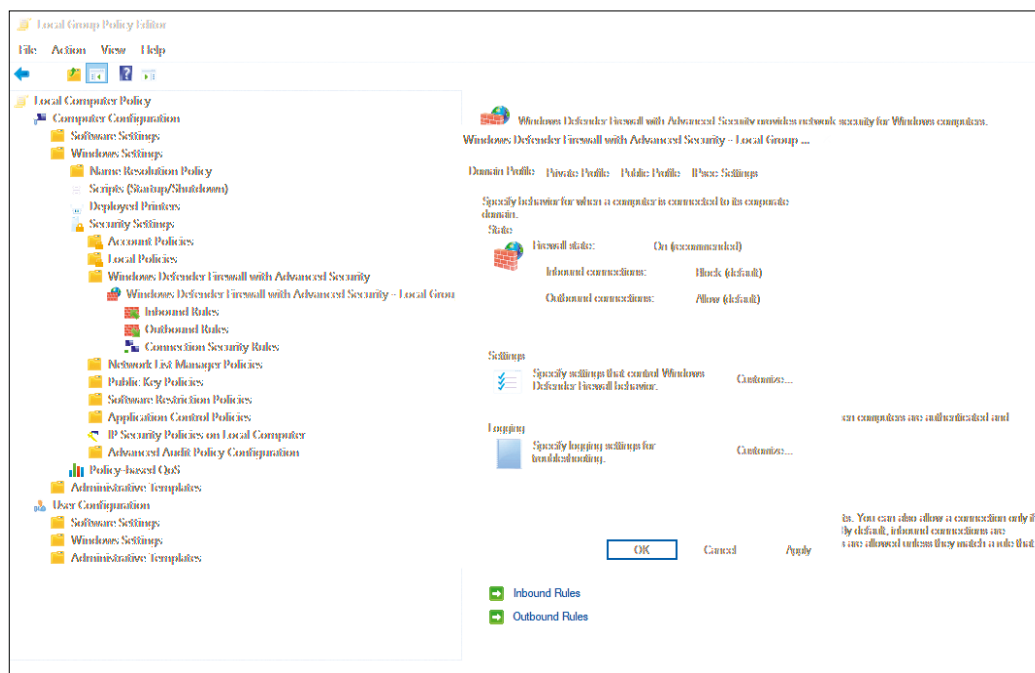 Local Group Policy Editor
File Action View Help
Local Computer Policy
Computer Configuration
Software Settings
Windows Settings
Name Resolution Policy
Scripts (Startup/Shutdown)
Deployed Printers
Security Settings
Account Policies
Local Policies
Windows Defender Firewall with Advanced Security
Windows Defender Firewall with Advanced Security - Local Grou
Inbound Rules
Outbound Rules
Connection Security Rules
Network List Manager Policies
Public Key Policies
Software Restriction Policies
Application Control Policies
IP Security Policies on Local Computer
Advanced Audit Policy Configuration
Policy-based QoS
Administrative Templates
User Configuration
Software Settings
Windows Settings
Administrative Templates
Windows Defender Firewall with Advanced Security provides network security for Windows computers.
Windows Defender Firewall with Advanced Security - Local Group ...
Domain Profile Private Profile Public Profile IPsec Settings
Specify behavior for when a computer is connected to its corporate
domain.
State
Firewall state: On (recommended)
Inbound connections: Block (default)
Outbound connections: Allow (default)
Settings
Specify settings that control Windows
Defender Firewall behavior.
Customize...
Logging
Specify logging settings for
troubleshooting.
Customize...
OK Cancel Apply
en computers are authenticated and
ts. You can also allow a connection only if
By default, inbound connections are
s are allowed unless they match a rule that
Inbound Rules
Outbound Rules